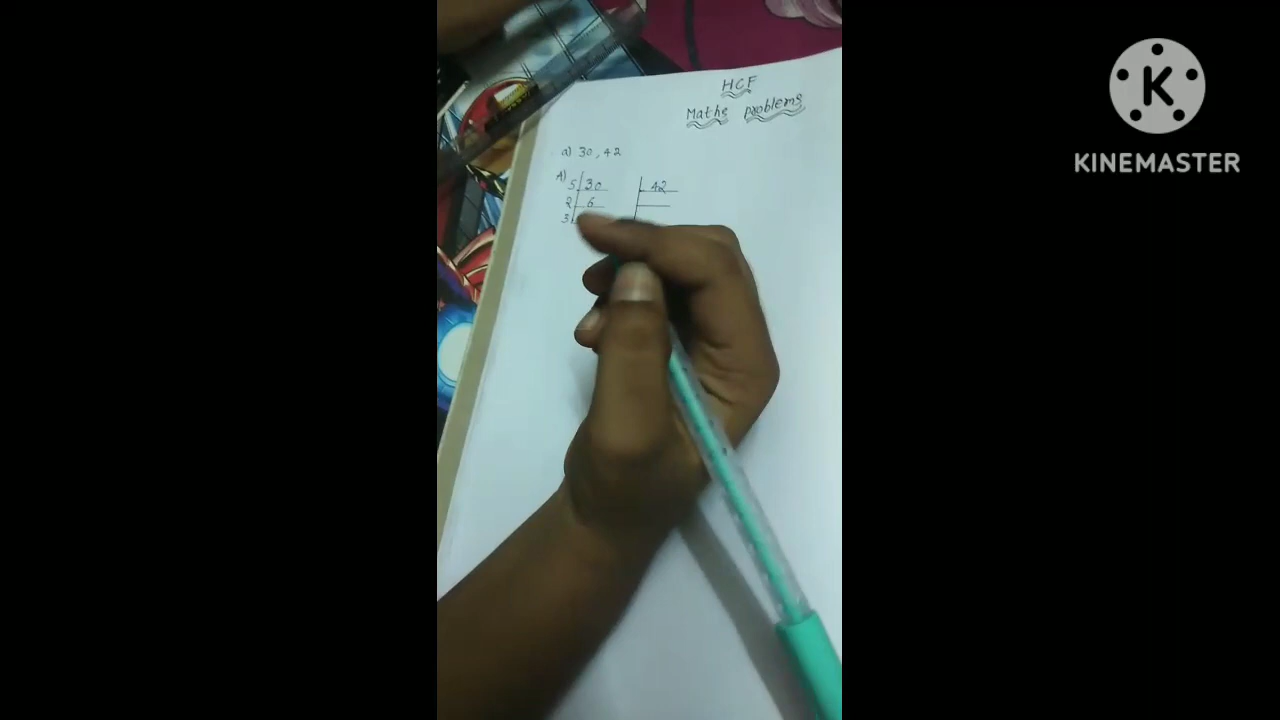 HCF
Maths problems
a) 30, 42
A) 5 30 42
2 6
3
K
KINEMASTER